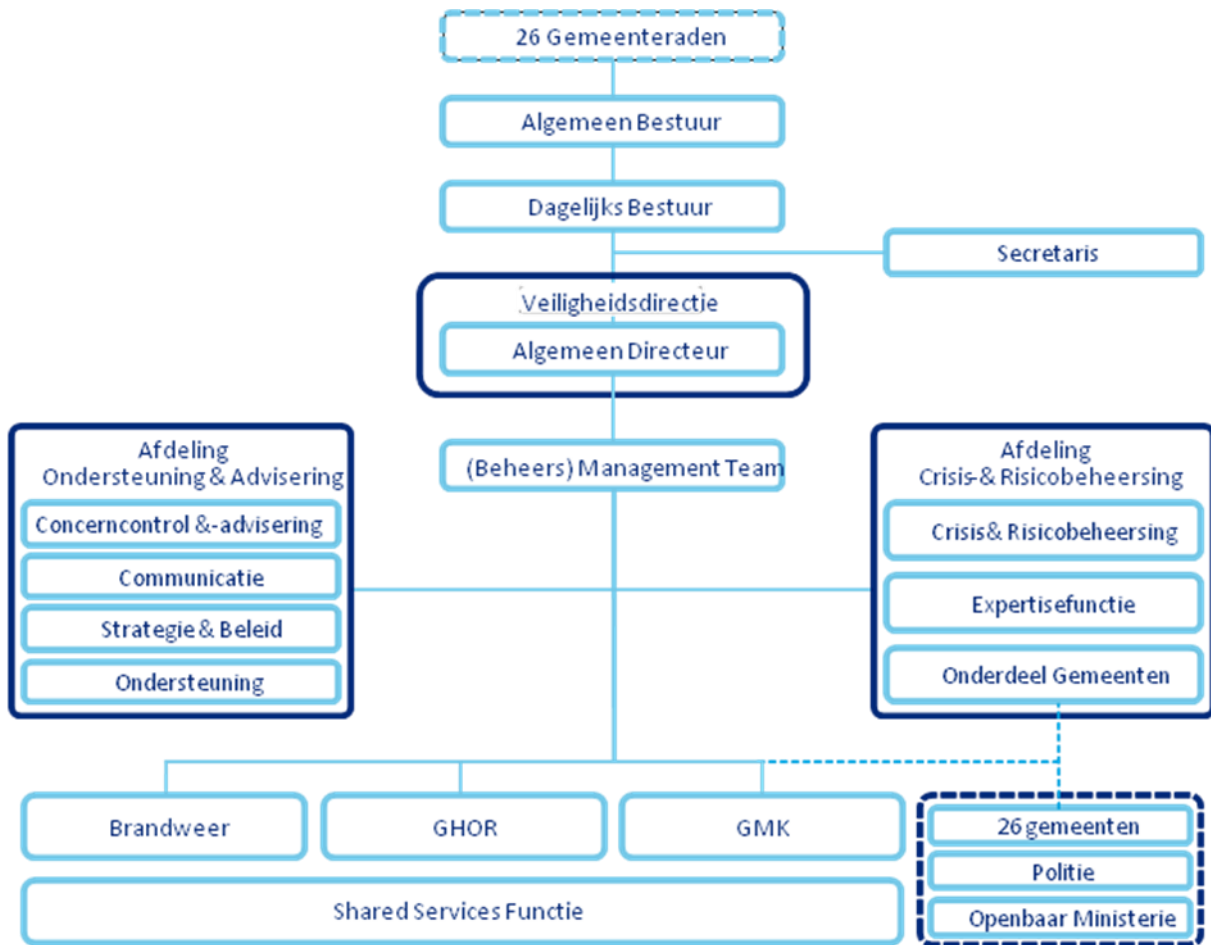 26 Gemeenteraden
Algemeen Bestuur
Dagelijks Bestuur
Secretaris
Veiligheidsdirectie
Algemeen Directeur
(Beheers) Management Team
Afdeling
Ondersteuning & Advisering
Concerncontrol &-advisering
Communicatie
Strategie & Beleid
Ondersteuning
Afdeling
Crisis-& Risicobeheersing
Crisis& Risicobeheersing
Expertisefunctie
Onderdeel Gemeenten
Brandweer
GHOR
GMK
26 gemeenten
Politie
Openbaar Ministerie
Shared Services Functie